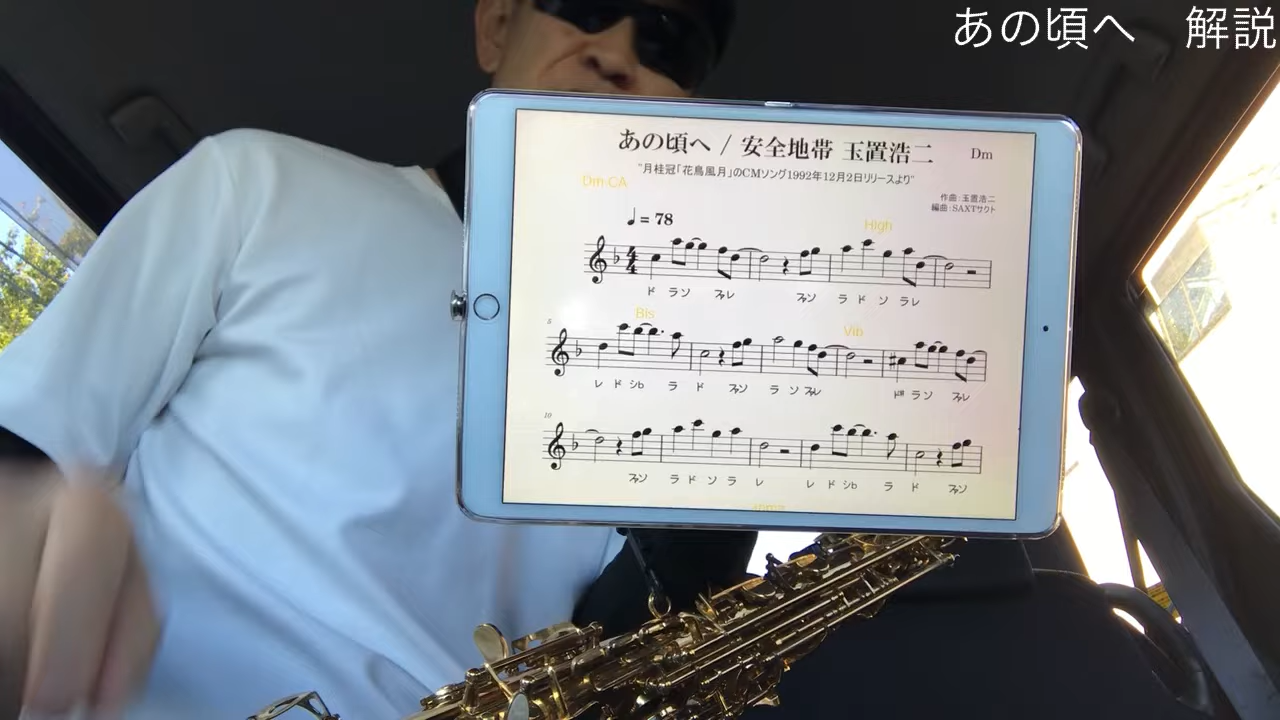 あの頃へ　解説
あの頃へ / 安全地帯 玉置浩二 Dm
"月桂冠「花鳥風月」のCMソング1992年12月2日リリースより"
Dm CA
作曲:玉置浩二
編曲:SAXTサクト
♩= 78
High
ド ラソ ファレ ファソ ラ ド ソ ラレ
5
Bis
Vib
レ ド シb ラ ド ファソ ラ ソファレ ド# ラソ ファレ
10
ファソ ラ ド ソ ラ レ レ ド シb ラ ド ファソ